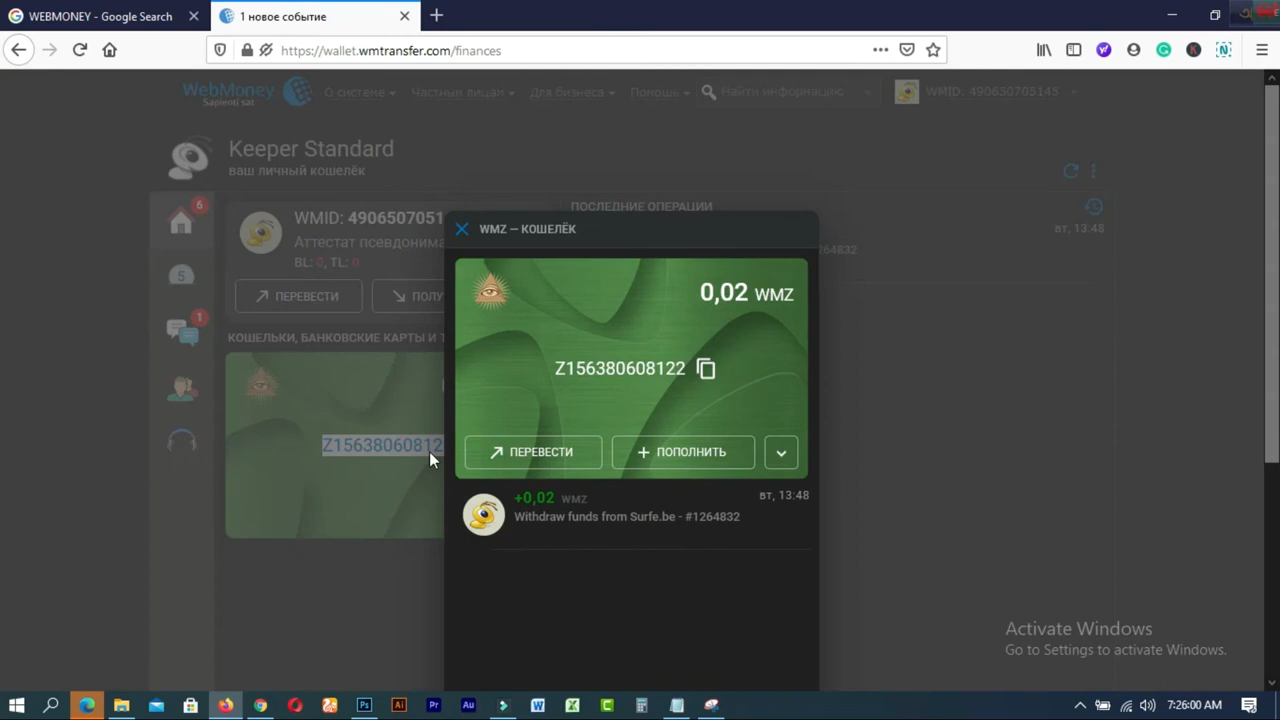 WEBMONEY - Google Search
1 новое событие
https://wallet.wmtransfer.com/finances
WebMoney
Sapienti sat
О системе
Частным лицам
Для бизнеса
Помощь
Найти информацию
WMID: 490650705145
Keeper Standard
ваш личный кошелёк
6
WMID: 4906507051
Аттестат псевдонима
BL: 0, TL: 0
ПЕРЕВЕСТИ
ПОЛУ
ПОСЛЕДНИЕ ОПЕРАЦИИ
вт, 13:48
64832
5
1
КОШЕЛЬКИ, БАНКОВСКИЕ КАРТЫ И Т
Z15638060812
WMZ — КОШЕЛЁК
0,02 WMZ
Z156380608122
ПЕРЕВЕСТИ
ПОПОЛНИТЬ
+0,02 WMZ
вт, 13:48
Withdraw funds from Surfe.be - #1264832
Activate Windows
Go to Settings to activate Windows.
7:26:00 AM